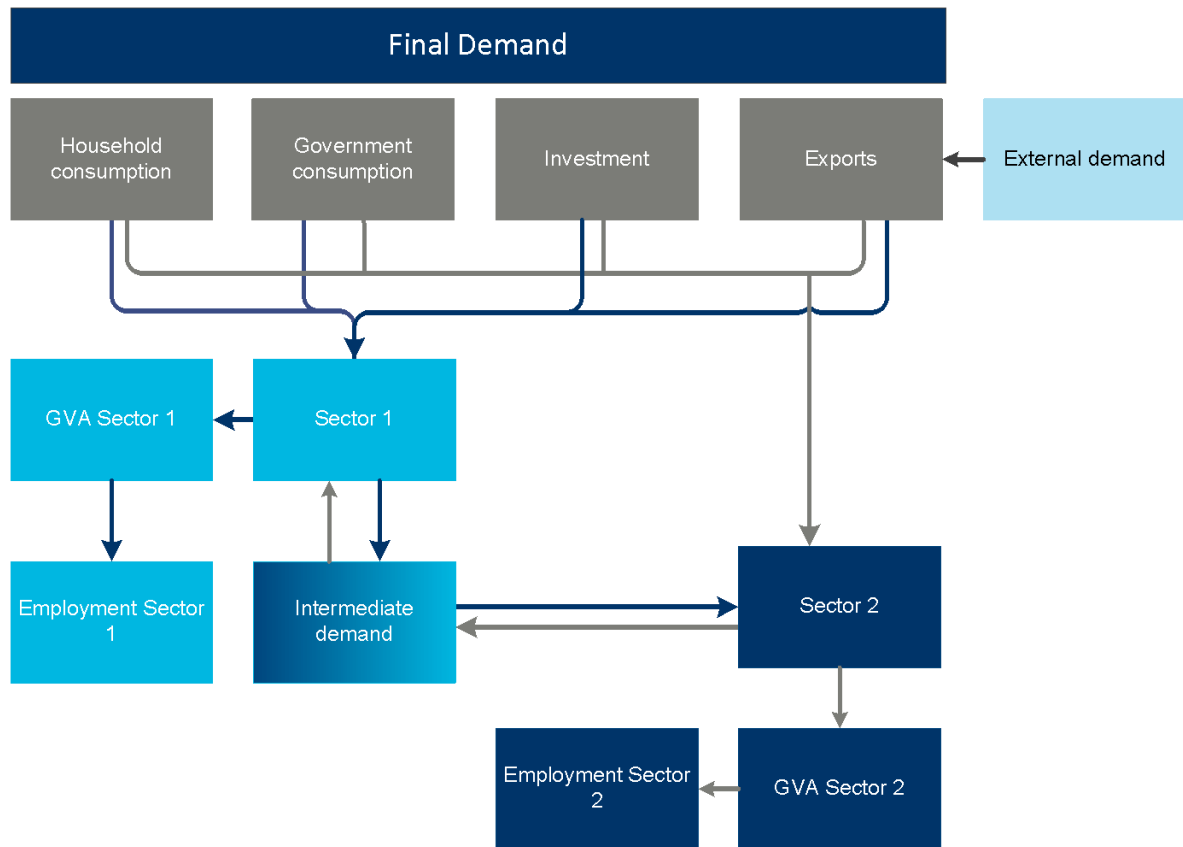 Final Demand
Household
consumption
Government
consumption
Investment
Exports
External demand
GVA Sector 1
Sector 1
Employment Sector
1
Intermediate
demand
Sector 2
Employment Sector
2
GVA Sector 2